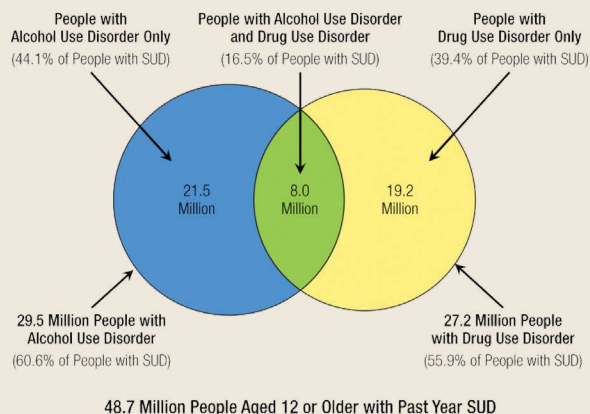 People with
Alcohol Use Disorder Only
(44.1% of People with SUD)
People with Alcohol Use Disorder
and Drug Use Disorder
(16.5% of People with SUD)
People with
Drug Use Disorder Only
(39.4% of People with SUD)
21.5
Million
8.0
Million
19.2
Million
29.5 Million People with
Alcohol Use Disorder
(60.6% of People with SUD)
27.2 Million People
with Drug Use Disorder
(55.9% of People with SUD)
48.7 Million People Aged 12 or Older with Past Year SUD